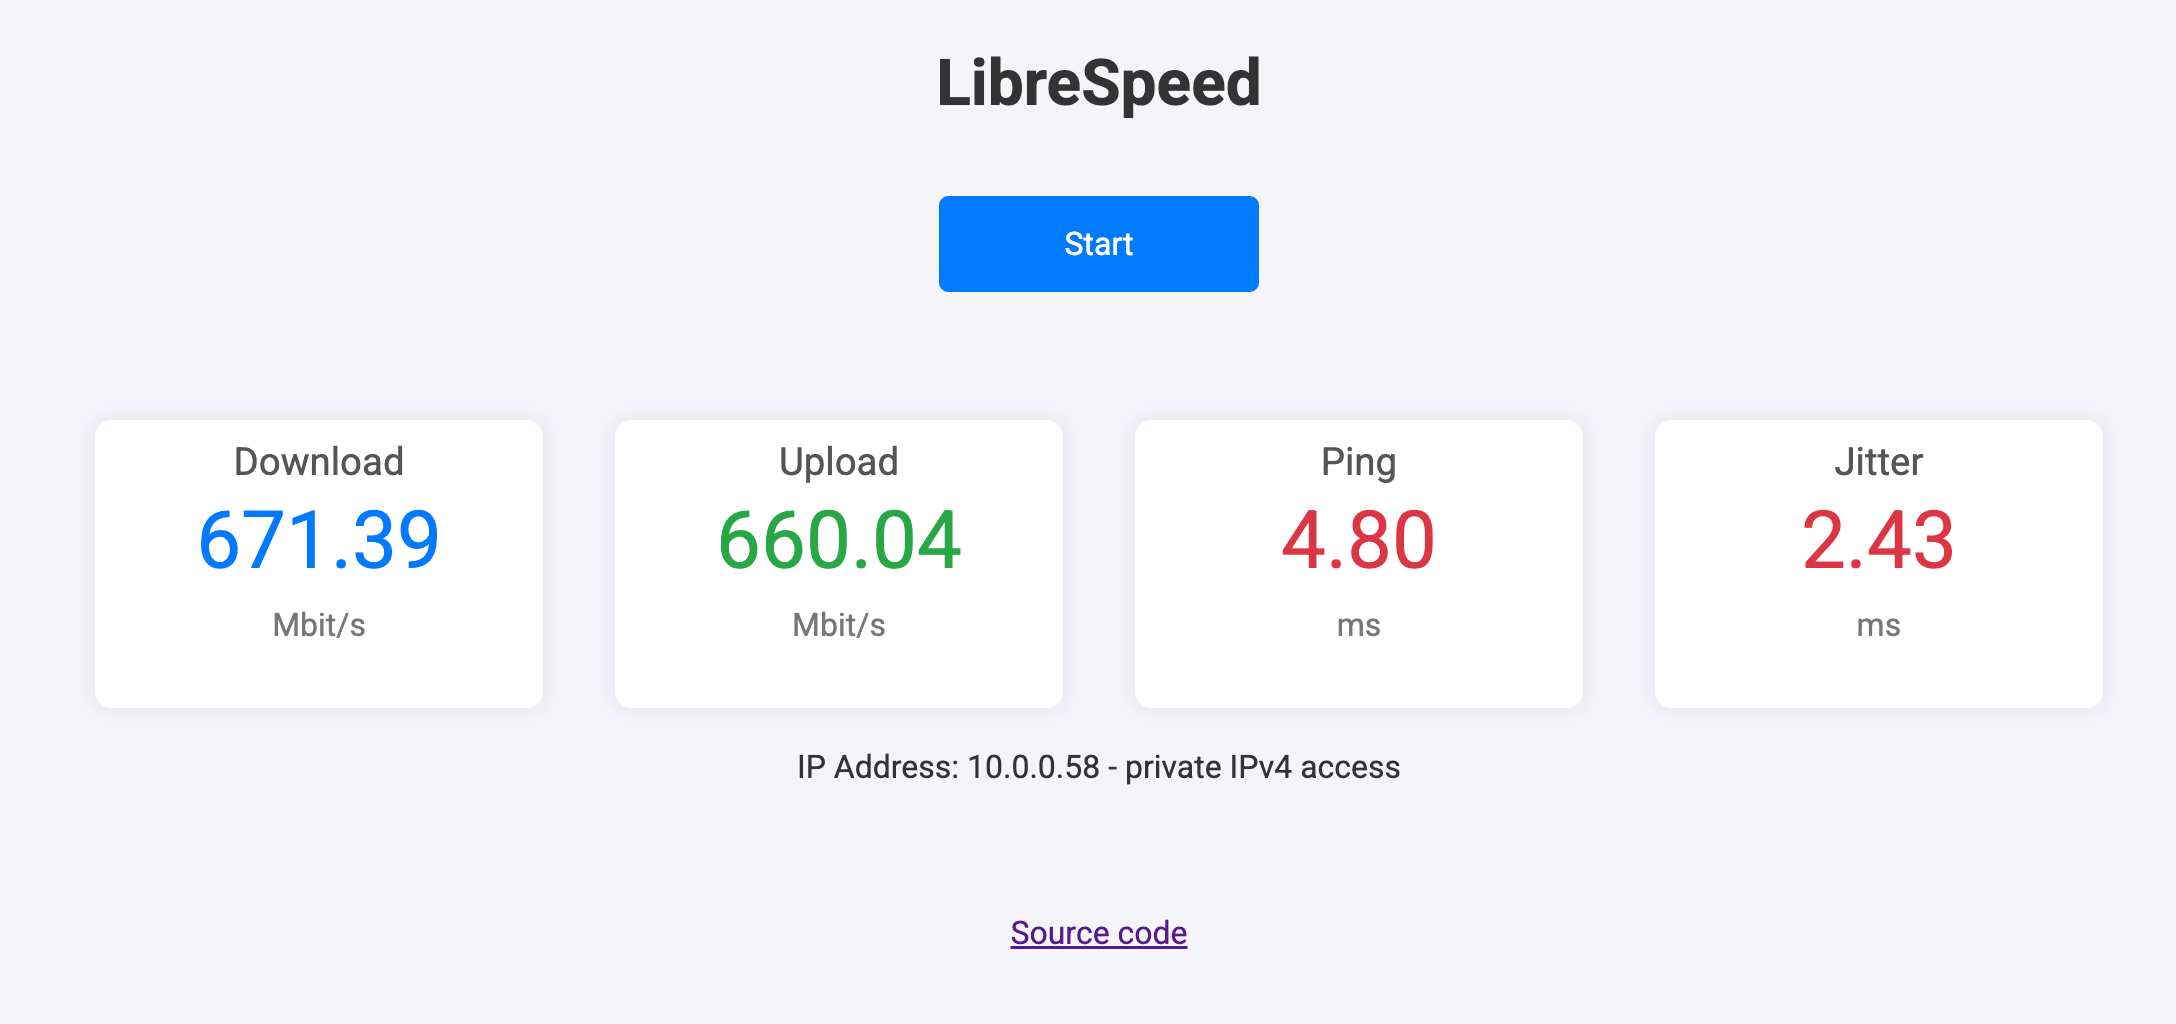 LibreSpeed
Start
Download
671.39
Mbit/s
Upload
660.04
Mbit/s
Ping
4.80
ms
Jitter
2.43
ms
IP Address: 10.0.0.58 - private IPv4 access
Source code